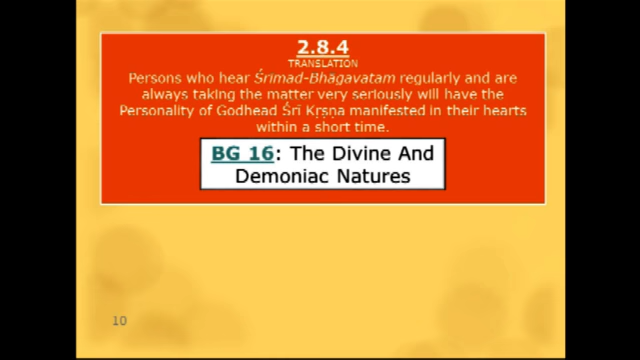 2.8.4
TRANSLATION
Persons who hear Śrīmad-Bhāgavatam regularly and are
always taking the matter very seriously will have the
Personality of Godhead Śrī Kṛṣṇa manifested in their hearts
within a short time.
BG 16: The Divine And
Demoniac Natures
10